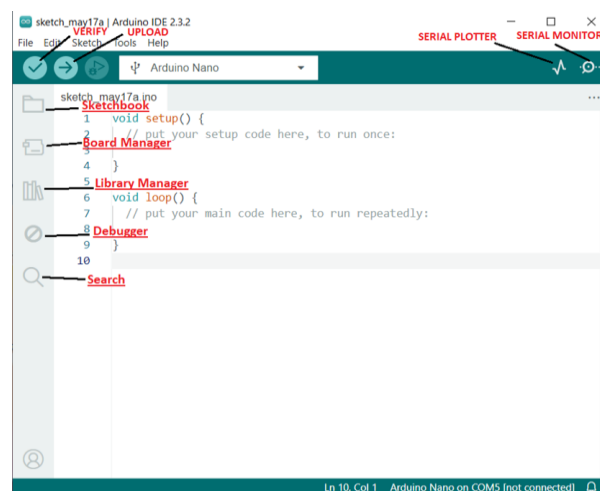 sketch_may17a | Arduino IDE 2.3.2
File Edit Sketch Tools Help
VERIFY
UPLOAD
SERIAL PLOTTER
SERIAL MONITOR
Arduino Nano
sketch_may17a.ino
...
Sketchbook
Board Manager
Library Manager
Debugger
Search
1 void setup() {
2 // put your setup code here, to run once:
3
4 }
5
6 void loop() {
7 // put your main code here, to run repeatedly:
8
9 }
10
Ln 10, Col 1 Arduino Nano on COM5 [not connected]